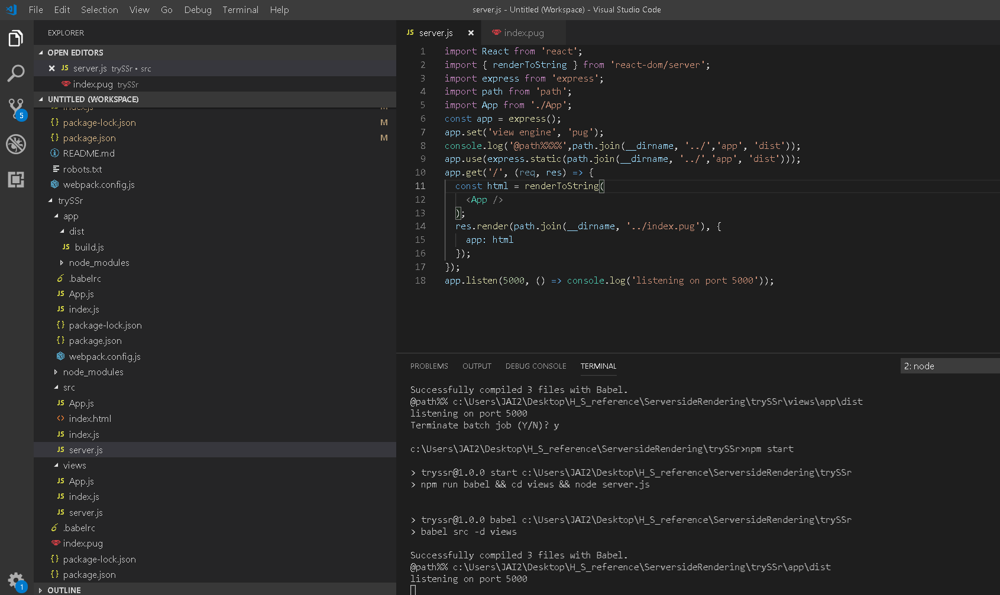 File Edit Selection View Go Debug Terminal Help
server.js - Untitled (Workspace) - Visual Studio Code
EXPLORER
OPEN EDITORS
JS server.js trySSr • src
index.pug trySSr
UNTITLED (WORKSPACE)
index.js M
{} package-lock.json M
{} package.json M
README.md
robots.txt
webpack.config.js
trySSr
app
dist
JS build.js
node_modules
.babelrc
JS App.js
JS index.js
{} package-lock.json
{} package.json
webpack.config.js
node_modules
src
JS App.js
<> index.html
JS index.js
JS server.js
views
JS App.js
JS index.js
JS server.js
.babelrc
index.pug
{} package-lock.json
{} package.json
OUTLINE
5
1
JS server.js
index.pug
1 import React from 'react';
2 import { renderToString } from 'react-dom/server';
3 import express from 'express';
4 import path from 'path';
5 import App from './App';
6 const app = express();
7 app.set('view engine', 'pug');
8 console.log('@path%%%%',path.join(__dirname, '../','app', 'dist'));
9 app.use(express.static(path.join(__dirname, '../','app', 'dist')));
10 app.get('/', (req, res) => {
11 const html = renderToString(
12 <App />
13 );
14 res.render(path.join(__dirname, '../index.pug'), {
15 app: html
16 });
17 });
18 app.listen(5000, () => console.log('listening on port 5000'));
PROBLEMS OUTPUT DEBUG CONSOLE TERMINAL
2: node
Successfully compiled 3 files with Babel.
@path%% c:\Users\JAI2\Desktop\H_S_reference\ServersideRendering\trySSr\views\app\dist
listening on port 5000
Terminate batch job (Y/N)? y
c:\Users\JAI2\Desktop\H_S_reference\ServersideRendering\trySSr>npm start
> tryssr@1.0.0 start c:\Users\JAI2\Desktop\H_S_reference\ServersideRendering\trySSr
> npm run babel && cd views && node server.js
> tryssr@1.0.0 babel c:\Users\JAI2\Desktop\H_S_reference\ServersideRendering\trySSr
> babel src -d views
Successfully compiled 3 files with Babel.
@path%% c:\Users\JAI2\Desktop\H_S_reference\ServersideRendering\trySSr\app\dist
listening on port 5000